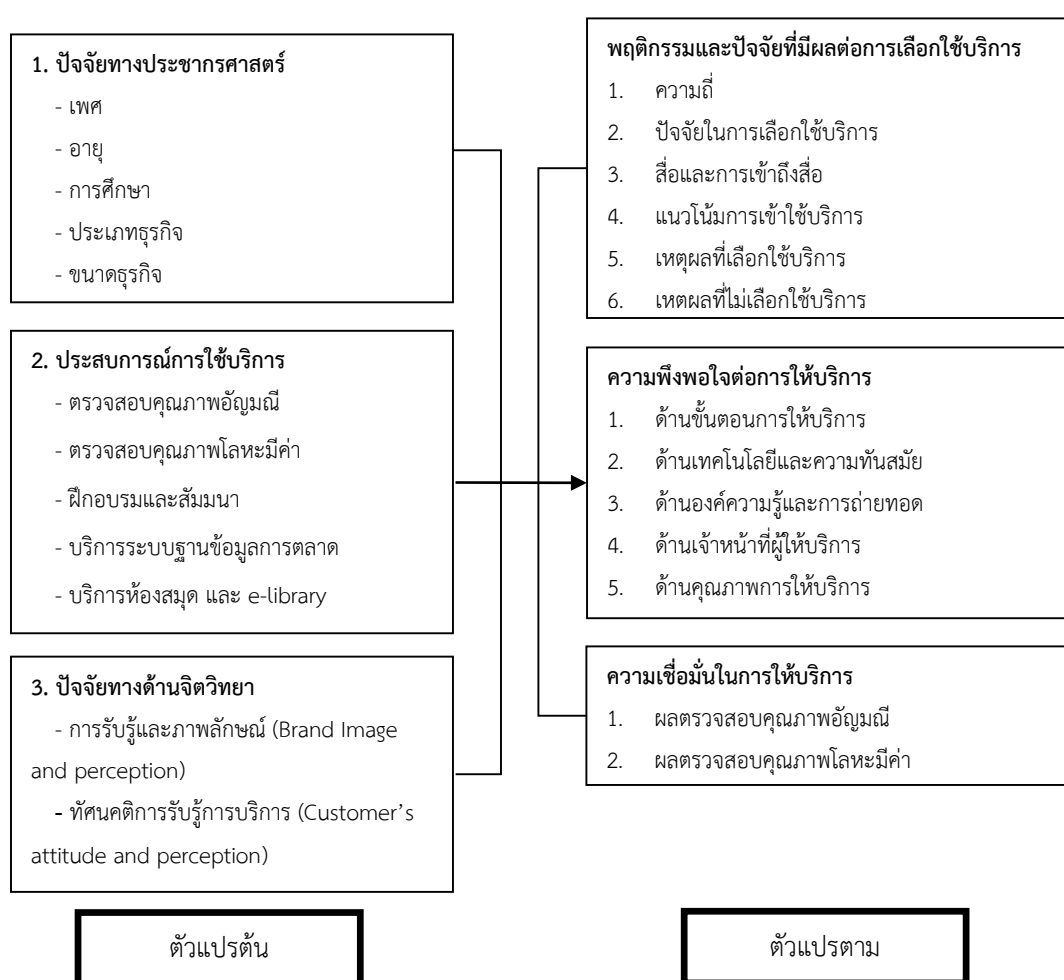 1. ปัจจัยทางประชากรศาสตร์
- เพศ
- อายุ
- การศึกษา
- ประเภทธุรกิจ
- ขนาดธุรกิจ
2. ประสบการณ์การใช้บริการ
- ตรวจสอบคุณภาพอัญมณี
- ตรวจสอบคุณภาพโลหะมีค่า
- ฝึกอบรมและสัมมนา
- บริการระบบฐานข้อมูลการตลาด
- บริการห้องสมุด และ e-library
3. ปัจจัยทางด้านจิตวิทยา
- การรับรู้และภาพลักษณ์ (Brand Image
and perception)
- ทัศนคติการรับรู้การบริการ (Customer’s
attitude and perception)
ตัวแปรต้น
พฤติกรรมและปัจจัยที่มีผลต่อการเลือกใช้บริการ
1. ความถี่
2. ปัจจัยในการเลือกใช้บริการ
3. สื่อและการเข้าถึงสื่อ
4. แนวโน้มการเข้าใช้บริการ
5. เหตุผลที่เลือกใช้บริการ
6. เหตผลที่ไม่เลือกใช้บริการ
ความพึงพอใจต่อการให้บริการ
1. ด้านขั้นตอนการให้บริการ
2. ด้านเทคโนโลยีและความทันสมัย
3. ด้านองค์ความรู้และการถ่ายทอด
4. ด้านเจ้าหน้าที่ผู้ให้บริการ
5. ด้านคุณภาพการให้บริการ
ความเชื่อมั่นในการให้บริการ
1. ผลตรวจสอบคุณภาพอัญมณี
2. ผลตรวจสอบคุณภาพโลหะมีค่า
ตัวแปรตาม